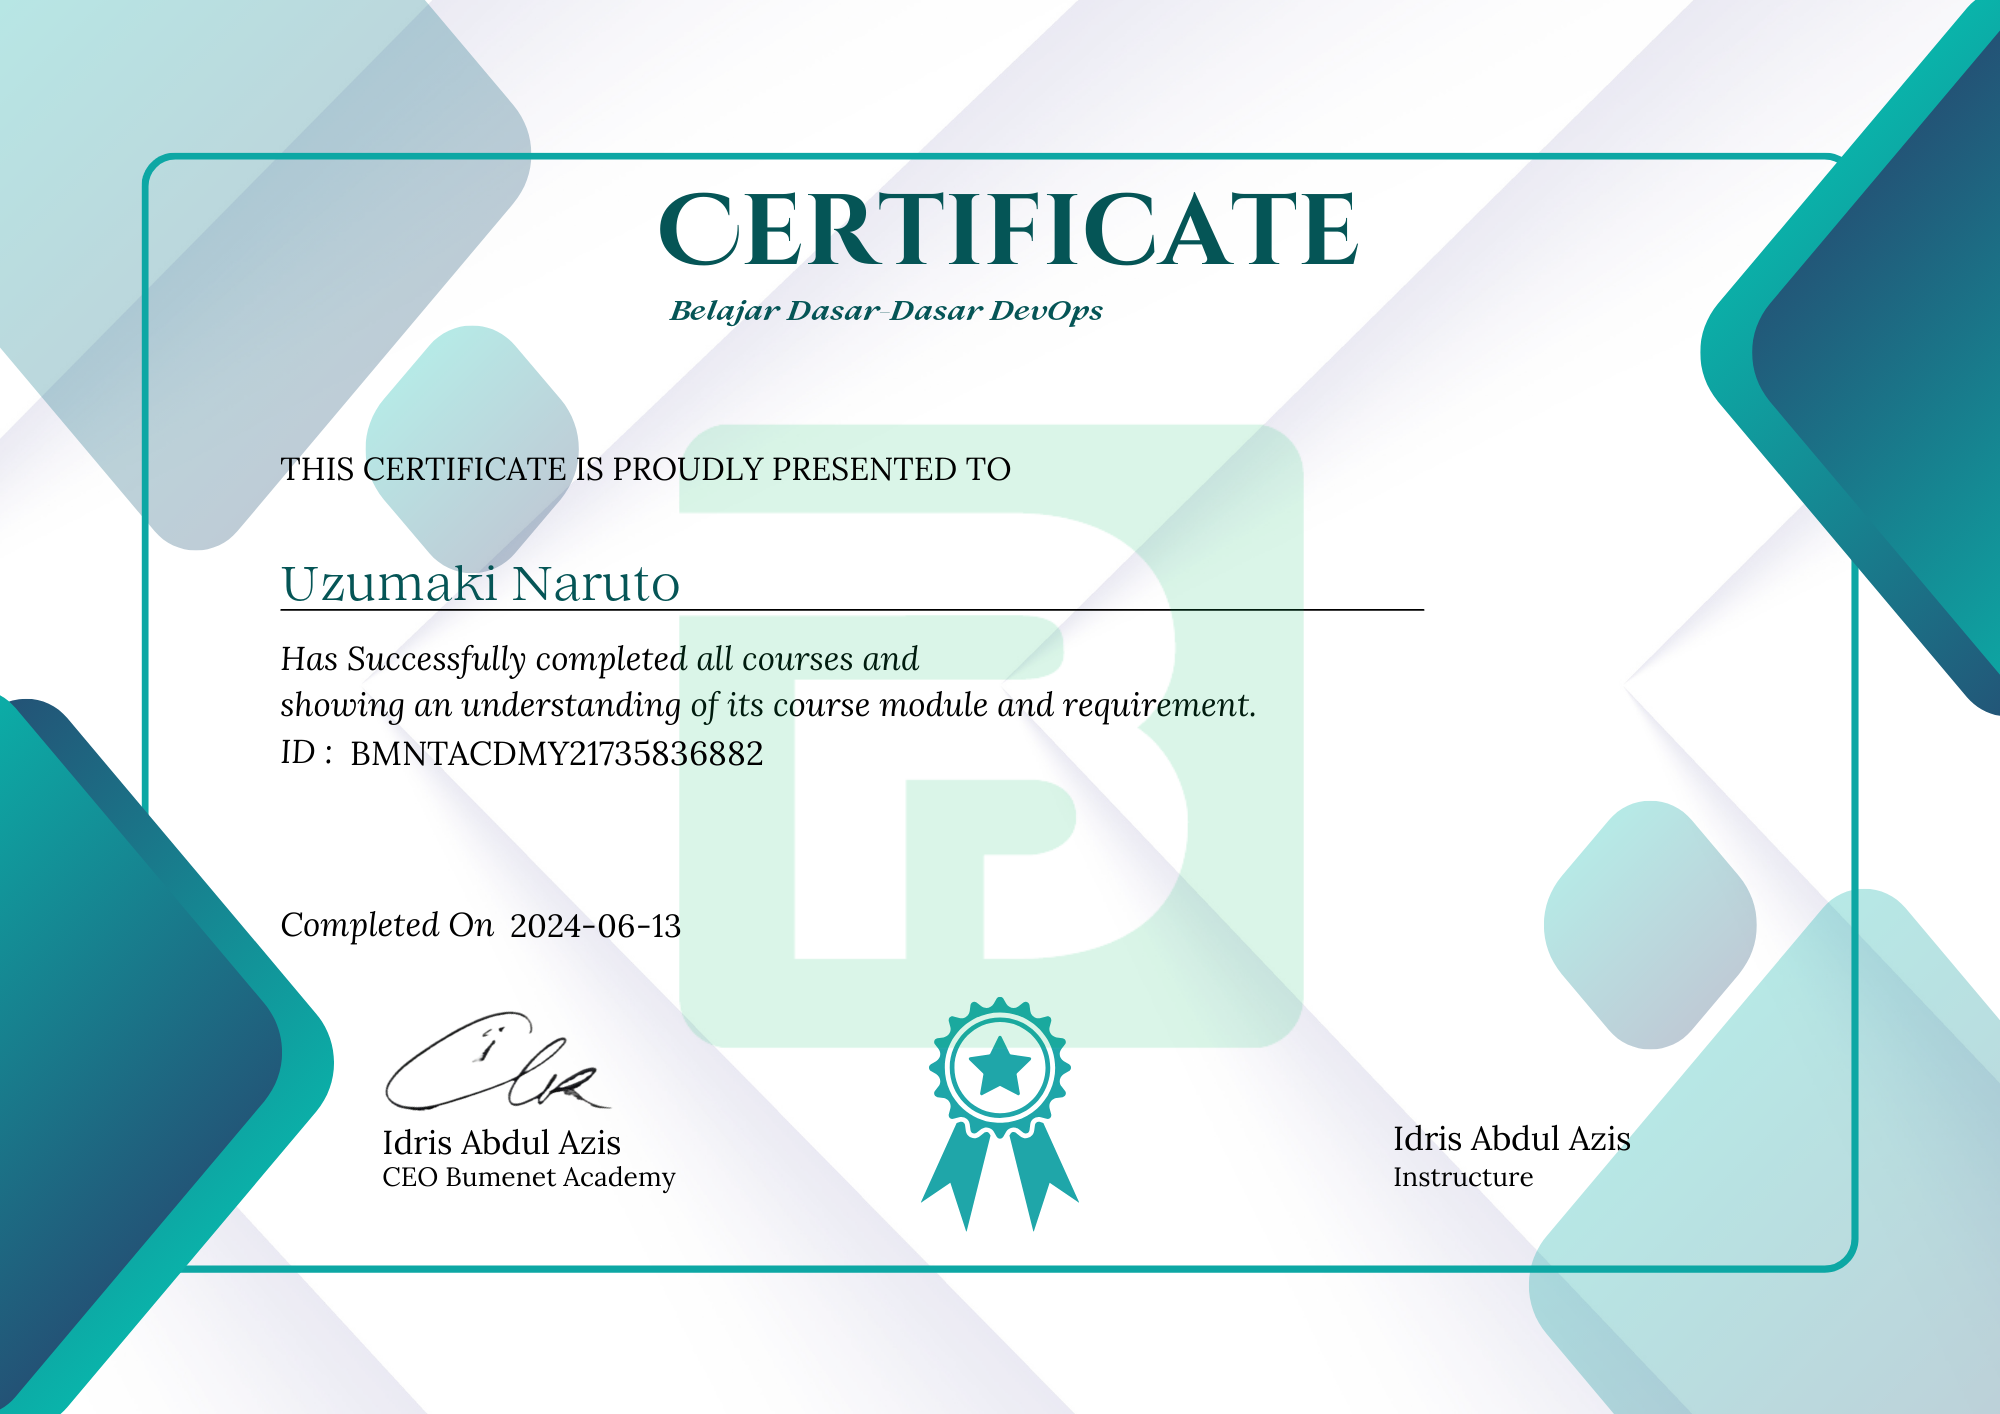 CERTIFICATE
Belajar Dasar-Dasar DevOps
THIS CERTIFICATE IS PROUDLY PRESENTED TO
Uzumaki Naruto
Has Successfully completed all courses and
showing an understanding of its course module and requirement.
ID : BMNTACDMY21735836882
Completed On 2024-06-13
Idris Abdul Azis
CEO Bumenet Academy
Idris Abdul Azis
Instructure